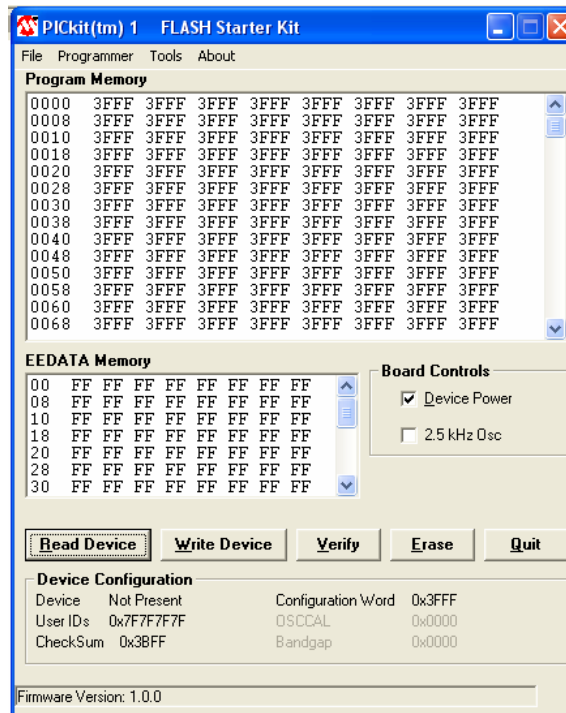 PICkit(tm) 1 FLASH Starter Kit
File Programmer Tools About
Program Memory
0000 3FFF 3FFF 3FFF 3FFF 3FFF 3FFF 3FFF 3FFF
0008 3FFF 3FFF 3FFF 3FFF 3FFF 3FFF 3FFF 3FFF
0010 3FFF 3FFF 3FFF 3FFF 3FFF 3FFF 3FFF 3FFF
0018 3FFF 3FFF 3FFF 3FFF 3FFF 3FFF 3FFF 3FFF
0020 3FFF 3FFF 3FFF 3FFF 3FFF 3FFF 3FFF 3FFF
0028 3FFF 3FFF 3FFF 3FFF 3FFF 3FFF 3FFF 3FFF
0030 3FFF 3FFF 3FFF 3FFF 3FFF 3FFF 3FFF 3FFF
0038 3FFF 3FFF 3FFF 3FFF 3FFF 3FFF 3FFF 3FFF
0040 3FFF 3FFF 3FFF 3FFF 3FFF 3FFF 3FFF 3FFF
0048 3FFF 3FFF 3FFF 3FFF 3FFF 3FFF 3FFF 3FFF
0050 3FFF 3FFF 3FFF 3FFF 3FFF 3FFF 3FFF 3FFF
0058 3FFF 3FFF 3FFF 3FFF 3FFF 3FFF 3FFF 3FFF
0060 3FFF 3FFF 3FFF 3FFF 3FFF 3FFF 3FFF 3FFF
0068 3FFF 3FFF 3FFF 3FFF 3FFF 3FFF 3FFF 3FFF
EEDATA Memory
00 FF FF FF FF FF FF FF FF
08 FF FF FF FF FF FF FF FF
10 FF FF FF FF FF FF FF FF
18 FF FF FF FF FF FF FF FF
20 FF FF FF FF FF FF FF FF
28 FF FF FF FF FF FF FF FF
30 FF FF FF FF FF FF FF FF
Board Controls
Device Power
2.5 kHz Osc
Read Device Write Device Verify Erase Quit
Device Configuration
Device Not Present Configuration Word 0x3FFF
User IDs 0x7F7F7F7F OSCCAL 0x0000
CheckSum 0x3BFF Bandgap 0x0000
Firmware Version: 1.0.0